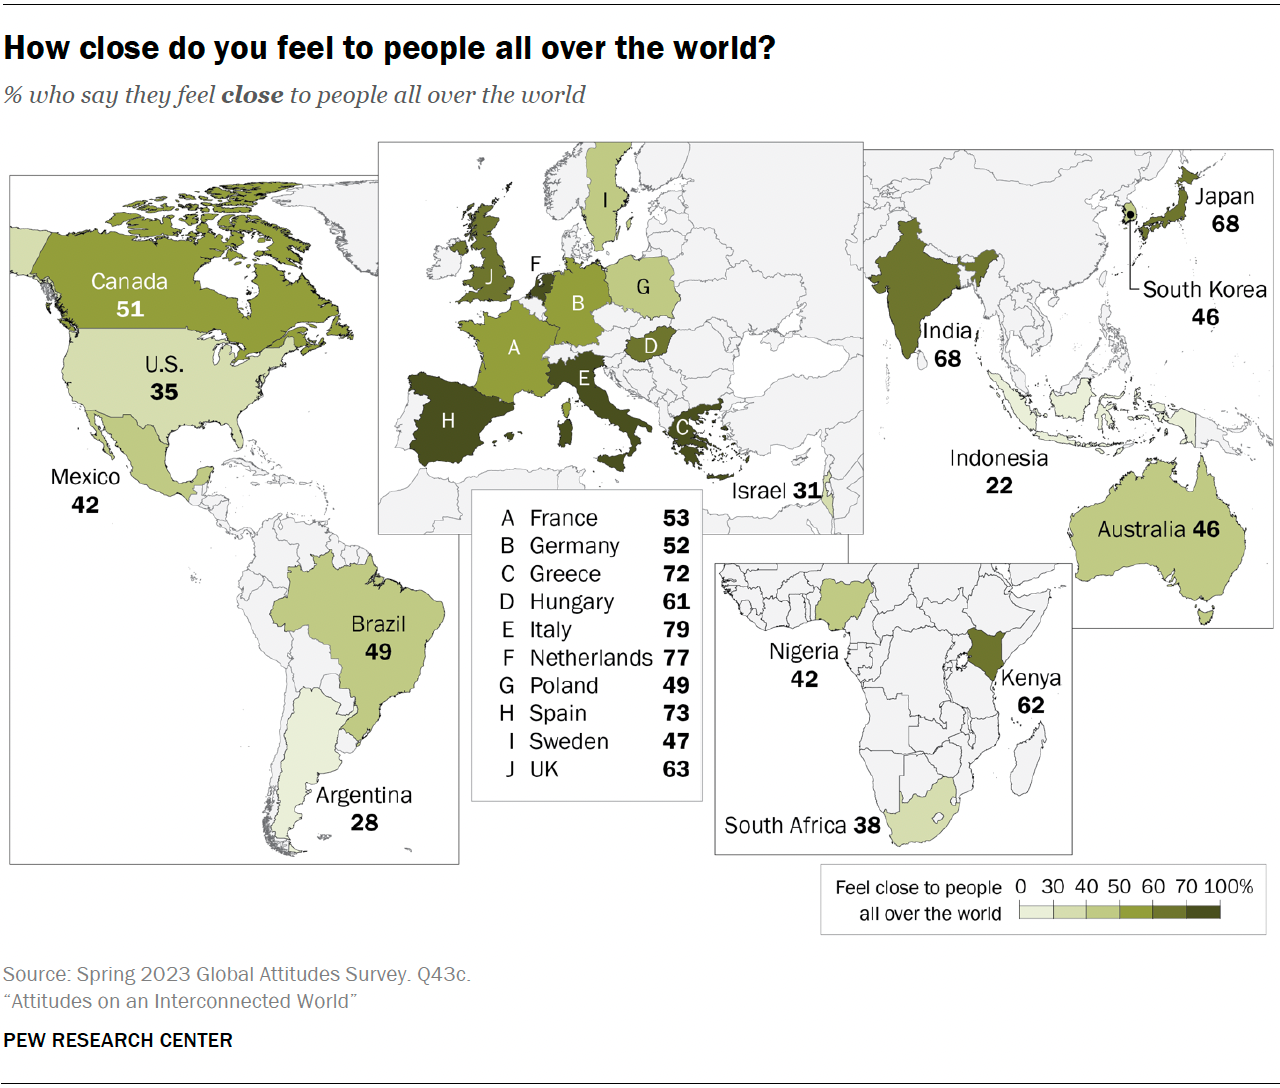 How close do you feel to people all over the world?
% who say they feel close to people all over the world
Canada
51
U.S.
35
Mexico
42
Brazil
49
Argentina
28
I
J
F
G
B
A
D
E
H
C
Israel 31
A France 53
B Germany 52
C Greece 72
D Hungary 61
E Italy 79
F Netherlands 77
G Poland 49
H Spain 73
I Sweden 47
J UK 63
Japan
68
South Korea
46
India
68
Indonesia
22
Australia 46
Nigeria
42
Kenya
62
South Africa 38
Feel close to people
all over the world
0 30 40 50 60 70 100%
Source: Spring 2023 Global Attitudes Survey. Q43c.
“Attitudes on an Interconnected World”
PEW RESEARCH CENTER